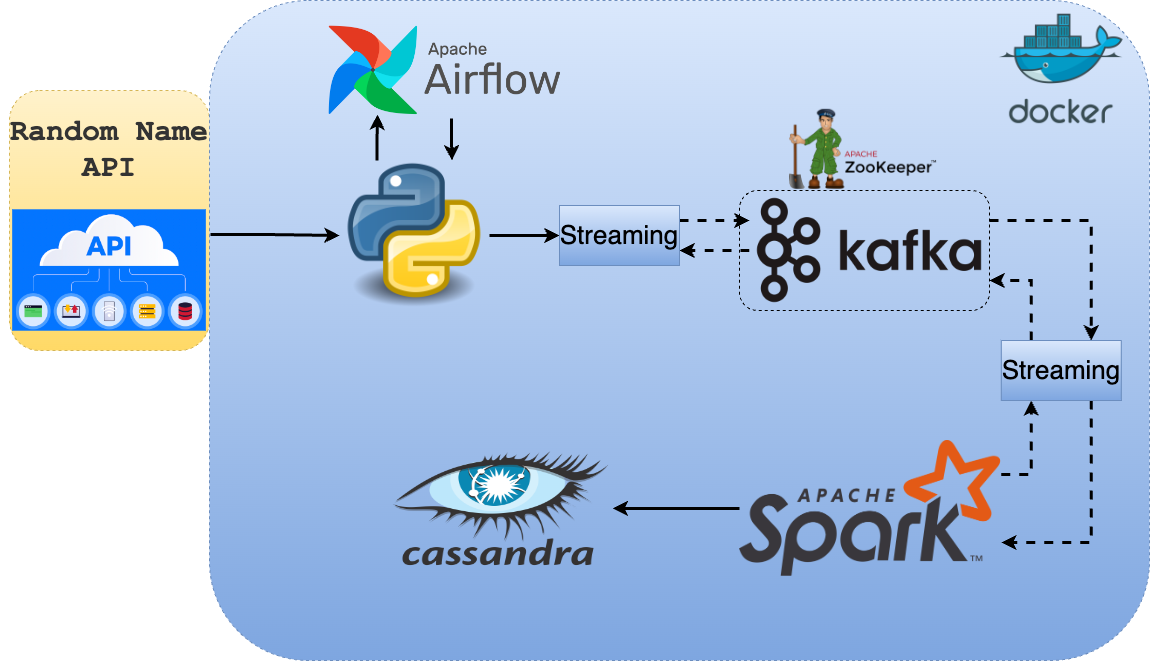 Apache
Airflow
docker
Random Name
API
API
APACHE
ZooKeeper™
Streaming
kafka
Streaming
APACHE
Spark™
cassandra